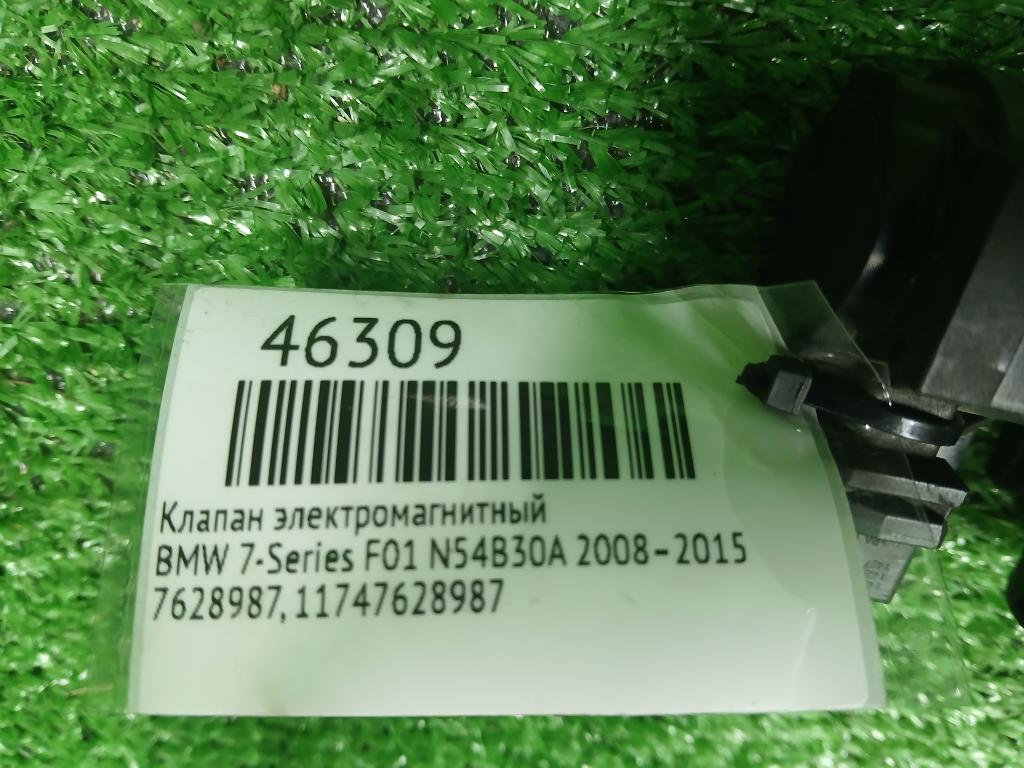 46309
Клапан электромагнитный
BMW 7-Series F01 N54B30A 2008-2015
7628987, 11747628987